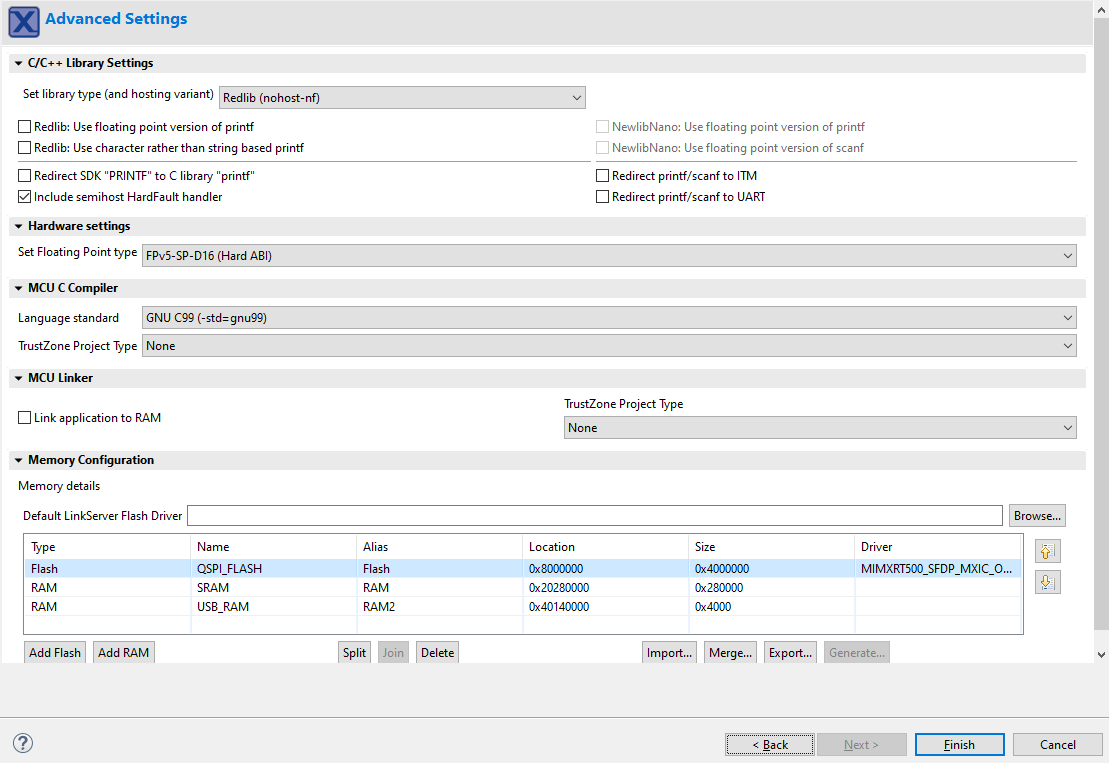 Advanced Settings
C/C++ Library Settings
Set library type (and hosting variant) Redlib (nohost-nf)
Redlib: Use floating point version of printf
NewlibNano: Use floating point version of printf
Redlib: Use character rather than string based printf
NewlibNano: Use floating point version of scanf
Redirect SDK "PRINTF" to C library "printf"
Redirect printf/scanf to ITM
Include semihost HardFault handler
Redirect printf/scanf to UART
Hardware settings
Set Floating Point type FPv5-SP-D16 (Hard ABI)
MCU C Compiler
Language standard GNU C99 (-std=gnu99)
TrustZone Project Type None
MCU Linker
Link application to RAM
TrustZone Project Type
None
Memory Configuration
Memory details
Default LinkServer Flash Driver Browse...
Type Name Alias Location Size Driver
Flash QSPI_FLASH Flash 0x8000000 0x4000000 MIMXRT500_SFDP_MXIC_O...
RAM SRAM RAM 0x20280000 0x280000
RAM USB_RAM RAM2 0x40140000 0x4000
Add Flash Add RAM Split Join Delete Import... Merge... Export... Generate...
? < Back Next > Finish Cancel